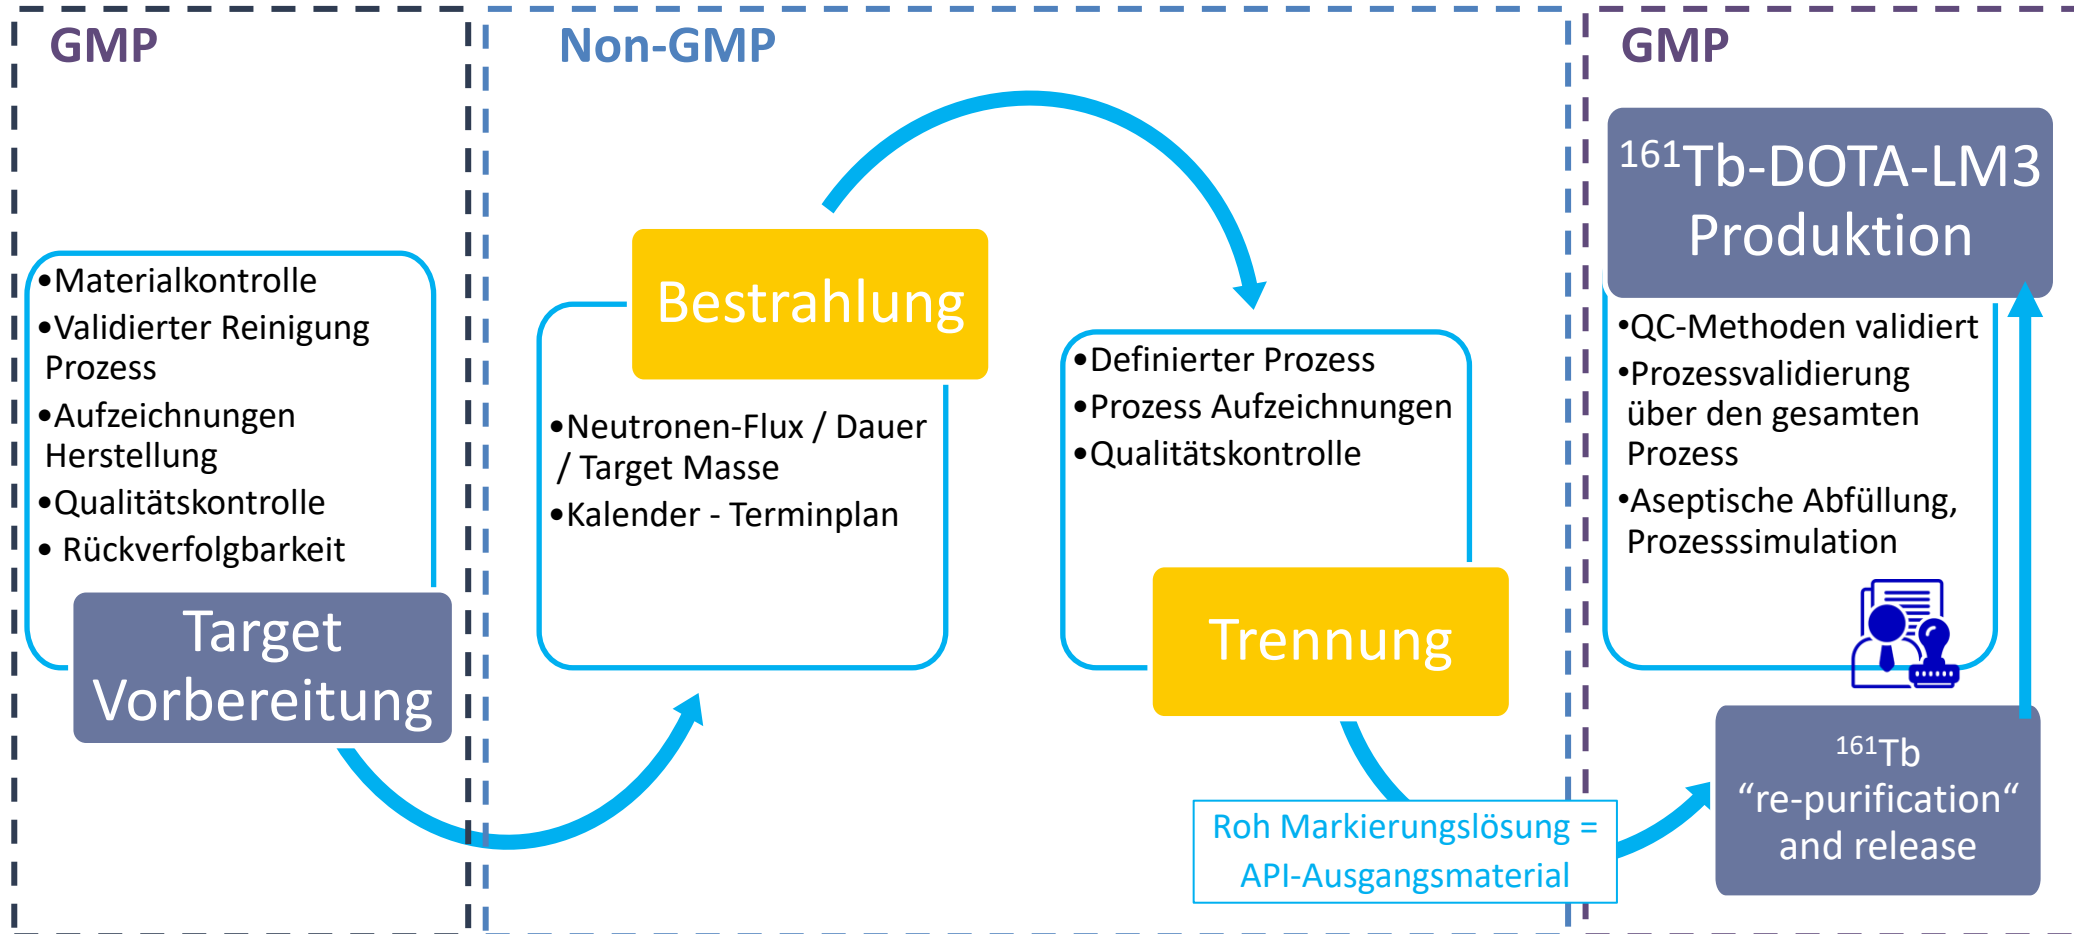 GMP
•Materialkontrolle
•Validierter Reinigung
Prozess
•Aufzeichnungen
Herstellung
•Qualitätskontrolle
• Rückverfolgbarkeit
Target
Vorbereitung
Non-GMP
Bestrahlung
•Neutronen-Flux / Dauer
/ Target Masse
•Kalender - Terminplan
•Definierter Prozess
•Prozess Aufzeichnungen
•Qualitätskontrolle
Trennung
Roh Markierungslösung =
API-Ausgangsmaterial
GMP
¹⁶¹Tb-DOTA-LM3
Produktion
•QC-Methoden validiert
•Prozessvalidierung
über den gesamten
Prozess
•Aseptische Abfüllung,
Prozesssimulation
¹⁶¹Tb
“re-purification“
and release